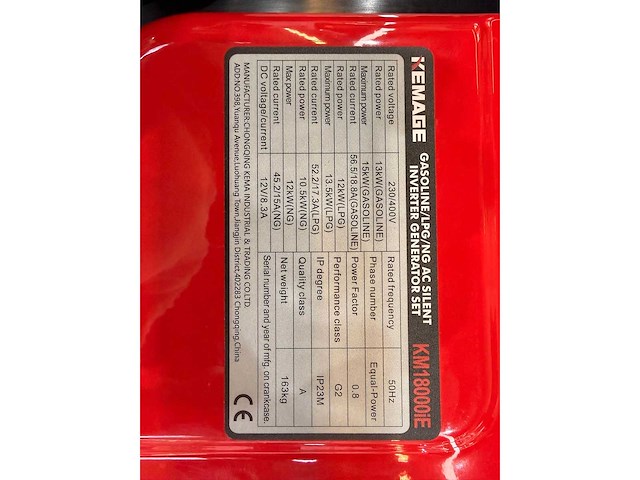 KEMAGE
GASOLINE/LPG/NG AC SILENT
INVERTER GENERATOR SET
KM18000iE
Rated voltage 230/400V Rated frequency 50Hz
Rated power 13kW(GASOLINE) Phase number Equal-Power
Maximum power 15kW(GASOLINE)
Rated current 56.5/18.8A(GASOLINE) Power Factor 0.8
Rated power 12kW(LPG) Performance class G2
Maximum power 13.5kW(LPG)
Rated current 52.2/17.3A(LPG) IP degree IP23M
Rated power 10.5kW(NG) Quality class A
Max power 12kW(NG)
Rated current 45.2/15A(NG) Net weight 163kg
DC voltage/current 12V/8.3A Serial number and year of mfg. on crankcase.
MANUFACTURER:CHONGQING KEMA INDUSTRIAL & TRADING CO LTD.
ADD:NO.398,Yuanqu Avenue,Luohuang Town,Jiangjin District,402283 Chongqing,China
CE